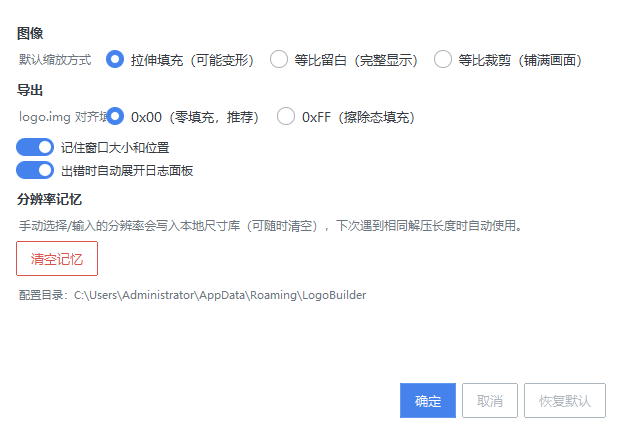 图像
默认缩放方式 拉伸填充（可能变形） 等比留白（完整显示） 等比裁剪（铺满画面）
导出
logo.img 对齐填 0x00（零填充，推荐） 0xFF（擦除态填充）
记住窗口大小和位置
出错时自动展开日志面板
分辨率记忆
手动选择/输入的分辨率会写入本地尺寸库（可随时清空），下次遇到相同解压长度时自动使用。
清空记忆
配置目录：C:\Users\Administrator\AppData\Roaming\LogoBuilder
确定 取消 恢复默认